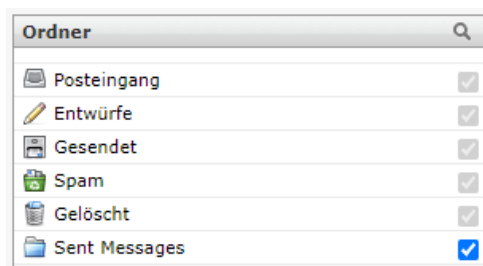 Ordner
Posteingang
Entwürfe
Gesendet
Spam
Gelöscht
Sent Messages